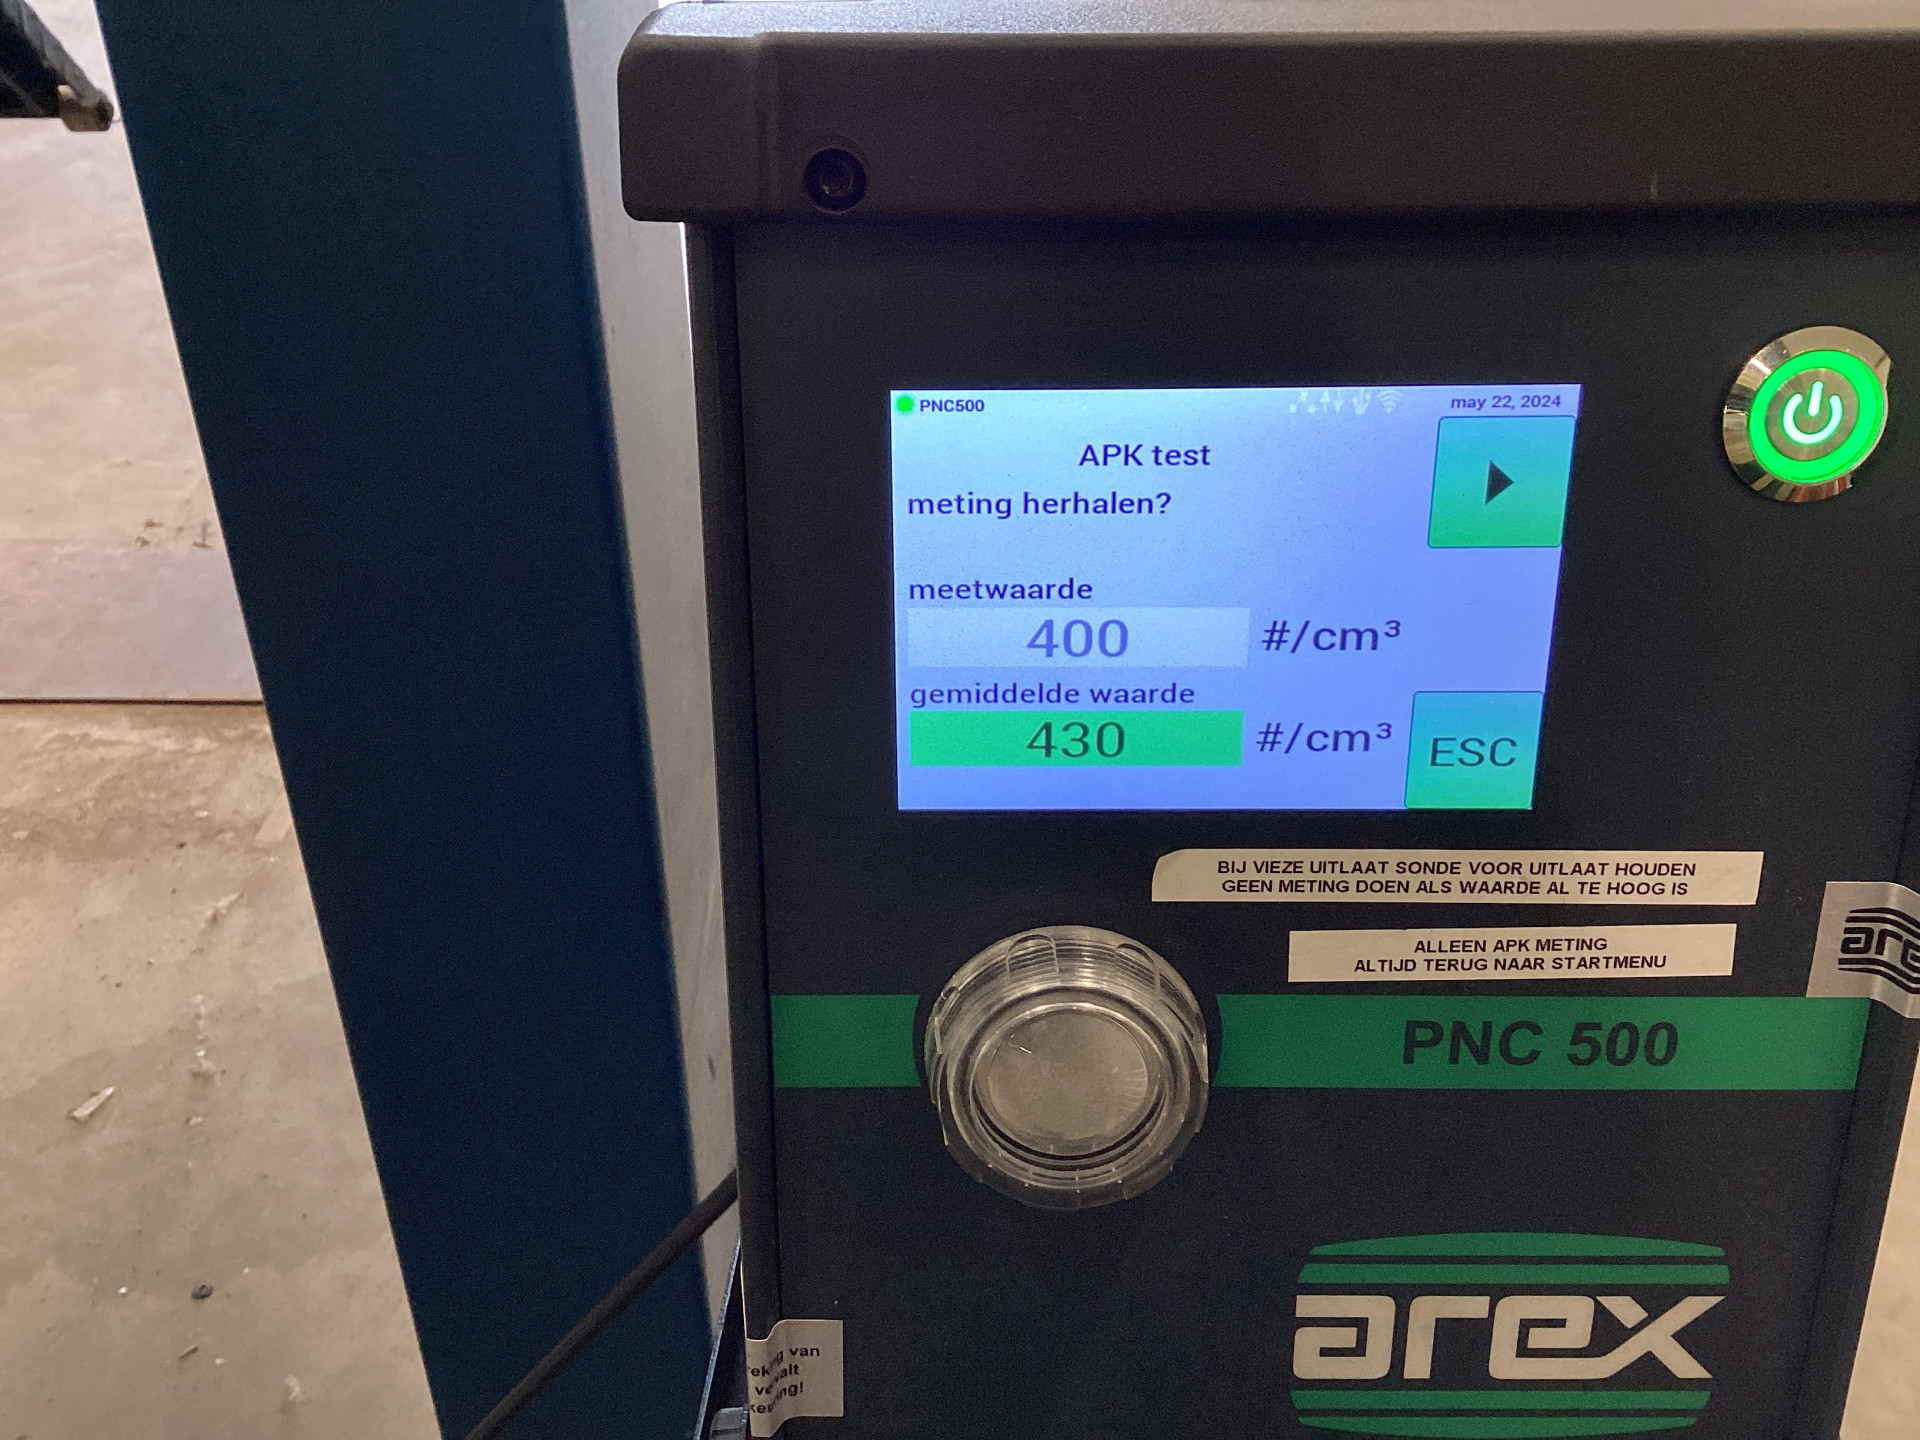 PNC500
may 22, 2024
APK test
meting herhalen?
meetwaarde
400 #/cm³
gemiddelde waarde
430 #/cm³
ESC
BIJ VIEZE UITLAAT SONDE VOOR UITLAAT HOUDEN
GEEN METING DOEN ALS WAARDE AL TE HOOG IS
ALLEEN APK METING
ALTIJD TERUG NAAR STARTMENU
PNC 500
arex
van